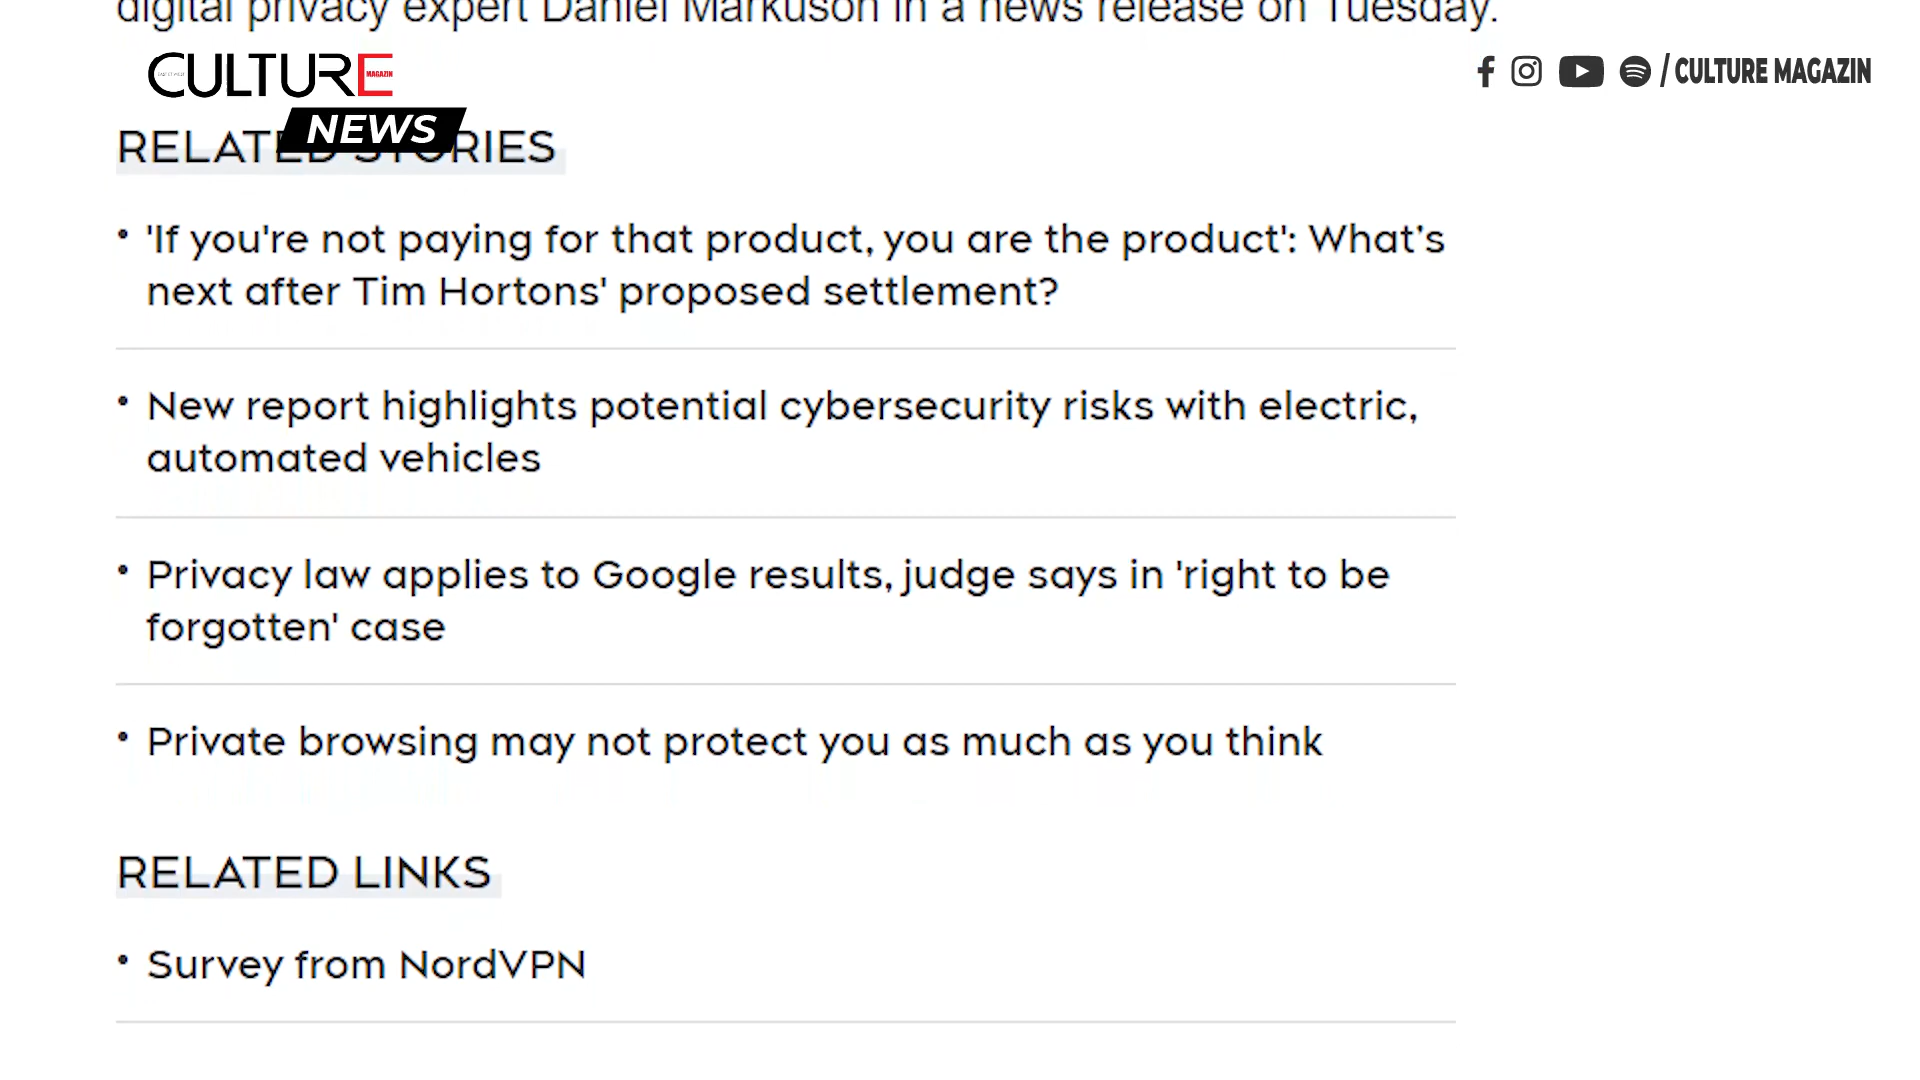 digital privacy expert Daniel Markuson in a news release on Tuesday.
CULTURE
MAGAZIN
/ CULTURE MAGAZIN
NEWS
RELATED STORIES
• 'If you're not paying for that product, you are the product': What's
next after Tim Hortons' proposed settlement?
• New report highlights potential cybersecurity risks with electric,
automated vehicles
• Privacy law applies to Google results, judge says in 'right to be
forgotten' case
• Private browsing may not protect you as much as you think
RELATED LINKS
• Survey from NordVPN